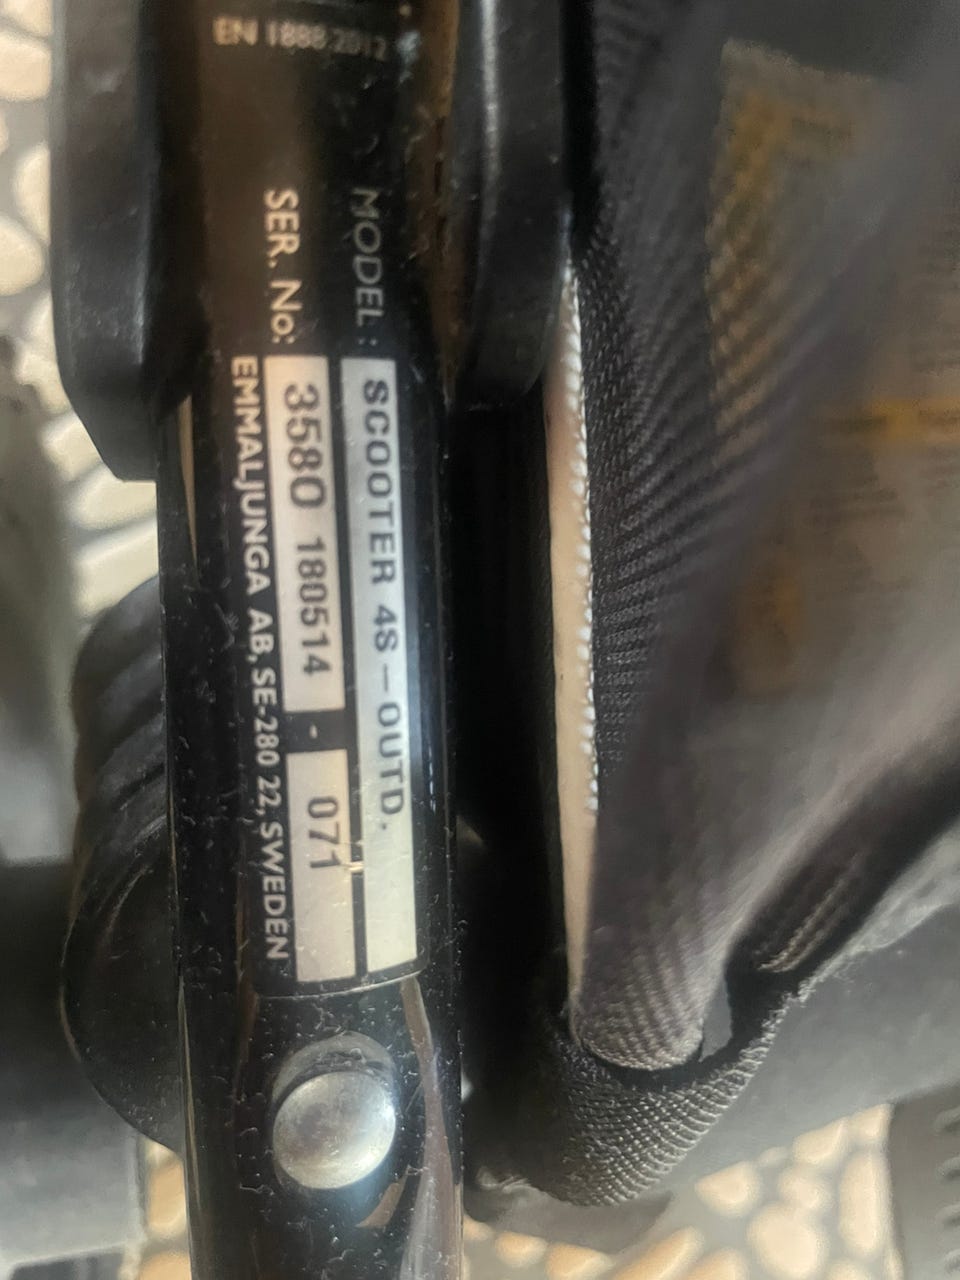 EN 1888:2012
MODEL: SCOOTER 4S-OUTD.
SER. No: 3580 180514 - 071
EMMALJUNGA AB, SE-280 22, SWEDEN